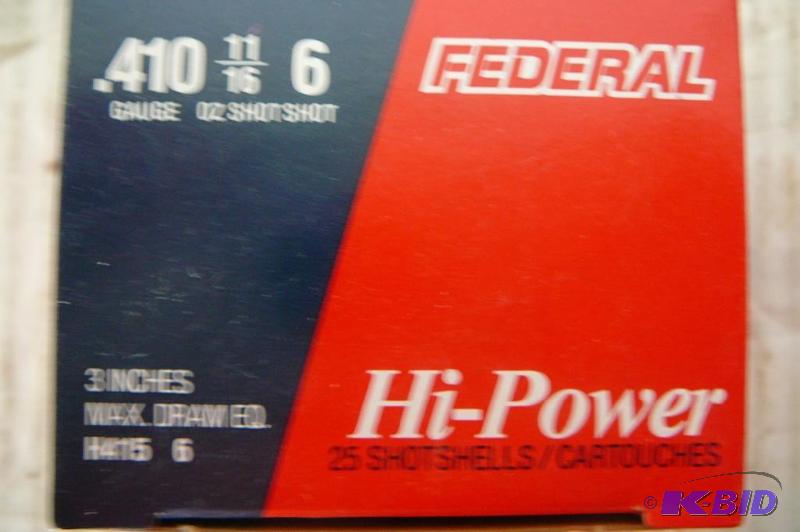 .410 11/16 6
GAUGE OZ SHOT SHOT
FEDERAL
3 INCHES
MAX. DRAM EQ.
H413 6
Hi-Power
25 SHOTSHELLS/CARTOUCHES
© K-BID